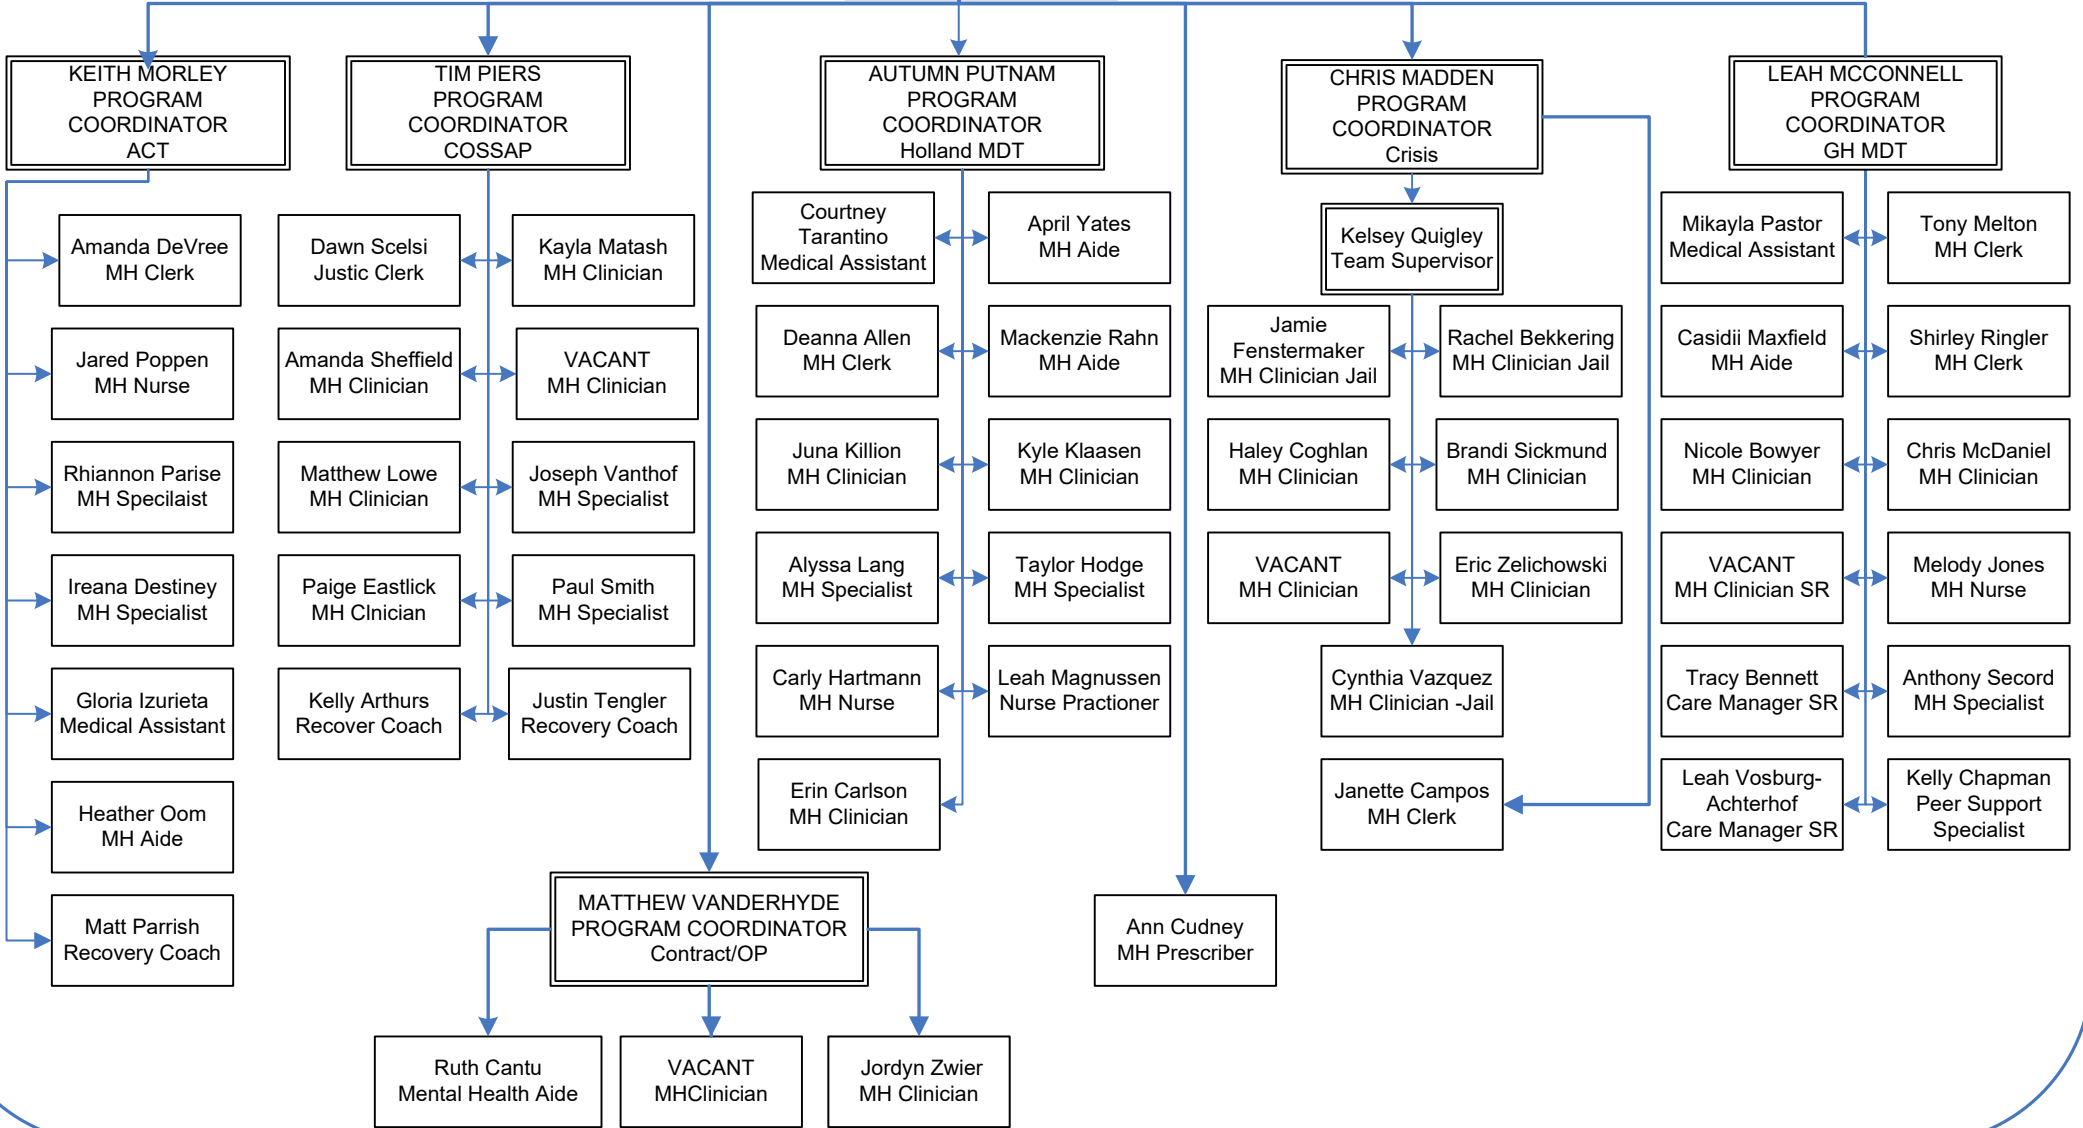 KEITH MORLEY
PROGRAM
COORDINATOR
ACT
TIM PIERS
PROGRAM
COORDINATOR
COSSAP
AUTUMN PUTNAM
PROGRAM
COORDINATOR
Holland MDT
CHRIS MADDEN
PROGRAM
COORDINATOR
Crisis
LEAH MCCONNELL
PROGRAM
COORDINATOR
GH MDT
Amanda DeVree
MH Clerk
Jared Poppen
MH Nurse
Rhiannon Parise
MH Specilaist
Ireana Destiney
MH Specialist
Gloria Izurieta
Medical Assistant
Heather Oom
MH Aide
Matt Parrish
Recovery Coach
Dawn Scelsi
Justic Clerk
Kayla Matash
MH Clinician
Amanda Sheffield
MH Clinician
VACANT
MH Clinician
Matthew Lowe
MH Clinician
Joseph Vanthof
MH Specialist
Paige Eastlick
MH Clnician
Paul Smith
MH Specialist
Kelly Arthurs
Recover Coach
Justin Tengler
Recovery Coach
Courtney
Tarantino
Medical Assistant
April Yates
MH Aide
Deanna Allen
MH Clerk
Mackenzie Rahn
MH Aide
Juna Killion
MH Clinician
Kyle Klaasen
MH Clinician
Alyssa Lang
MH Specialist
Taylor Hodge
MH Specialist
Carly Hartmann
MH Nurse
Leah Magnussen
Nurse Practioner
Erin Carlson
MH Clinician
Kelsey Quigley
Team Supervisor
Jamie
Fenstermaker
MH Clinician Jail
Rachel Bekkering
MH Clinician Jail
Haley Coghlan
MH Clinician
Brandi Sickmund
MH Clinician
VACANT
MH Clinician
Eric Zelichowski
MH Clinician
Cynthia Vazquez
MH Clinician -Jail
Janette Campos
MH Clerk
Mikayla Pastor
Medical Assistant
Tony Melton
MH Clerk
Casidii Maxfield
MH Aide
Shirley Ringler
MH Clerk
Nicole Bowyer
MH Clinician
Chris McDaniel
MH Clinician
VACANT
MH Clinician SR
Melody Jones
MH Nurse
Tracy Bennett
Care Manager SR
Anthony Secord
MH Specialist
Leah Vosburg-
Achterhof
Care Manager SR
Kelly Chapman
Peer Support
Specialist
MATTHEW VANDERHYDE
PROGRAM COORDINATOR
Contract/OP
Ann Cudney
MH Prescriber
Ruth Cantu
Mental Health Aide
VACANT
MHClinician
Jordyn Zwier
MH Clinician